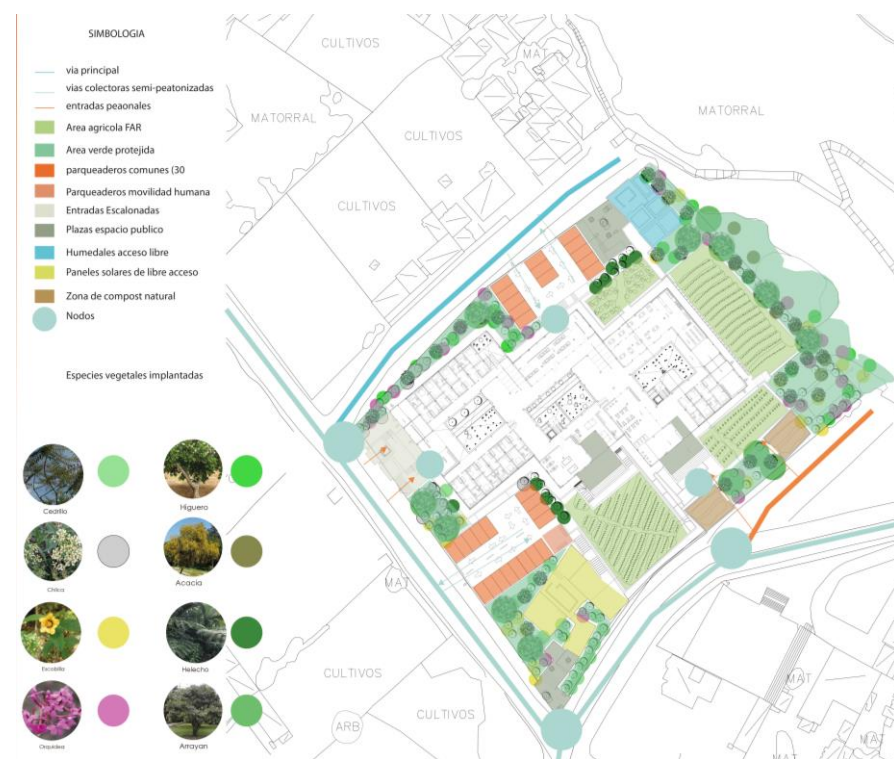 SIMBOLOGIA
via principal
vias colectoras semi-peatonizadas
entradas peaonales
Area agricola FAR
Area verde protejida
parqueaderos comunes (30
Parqueaderos movilidad humana
Entradas Escalonadas
Plazas espacio publico
Humedales acceso libre
Paneles solares de libre acceso
Zona de compost natural
Nodos
Especies vegetales implantadas
Cedrillo
Higuero
Chilca
Acacia
Escobilla
Helecho
Orquidea
Arrayan
CULTIVOS
MAT
MATORRAL
CULTIVOS
MATORRAL
CULTIVOS
MAT
CULTIVOS
CULTIVOS
ARB
MAT
MAT
MAT
MAT